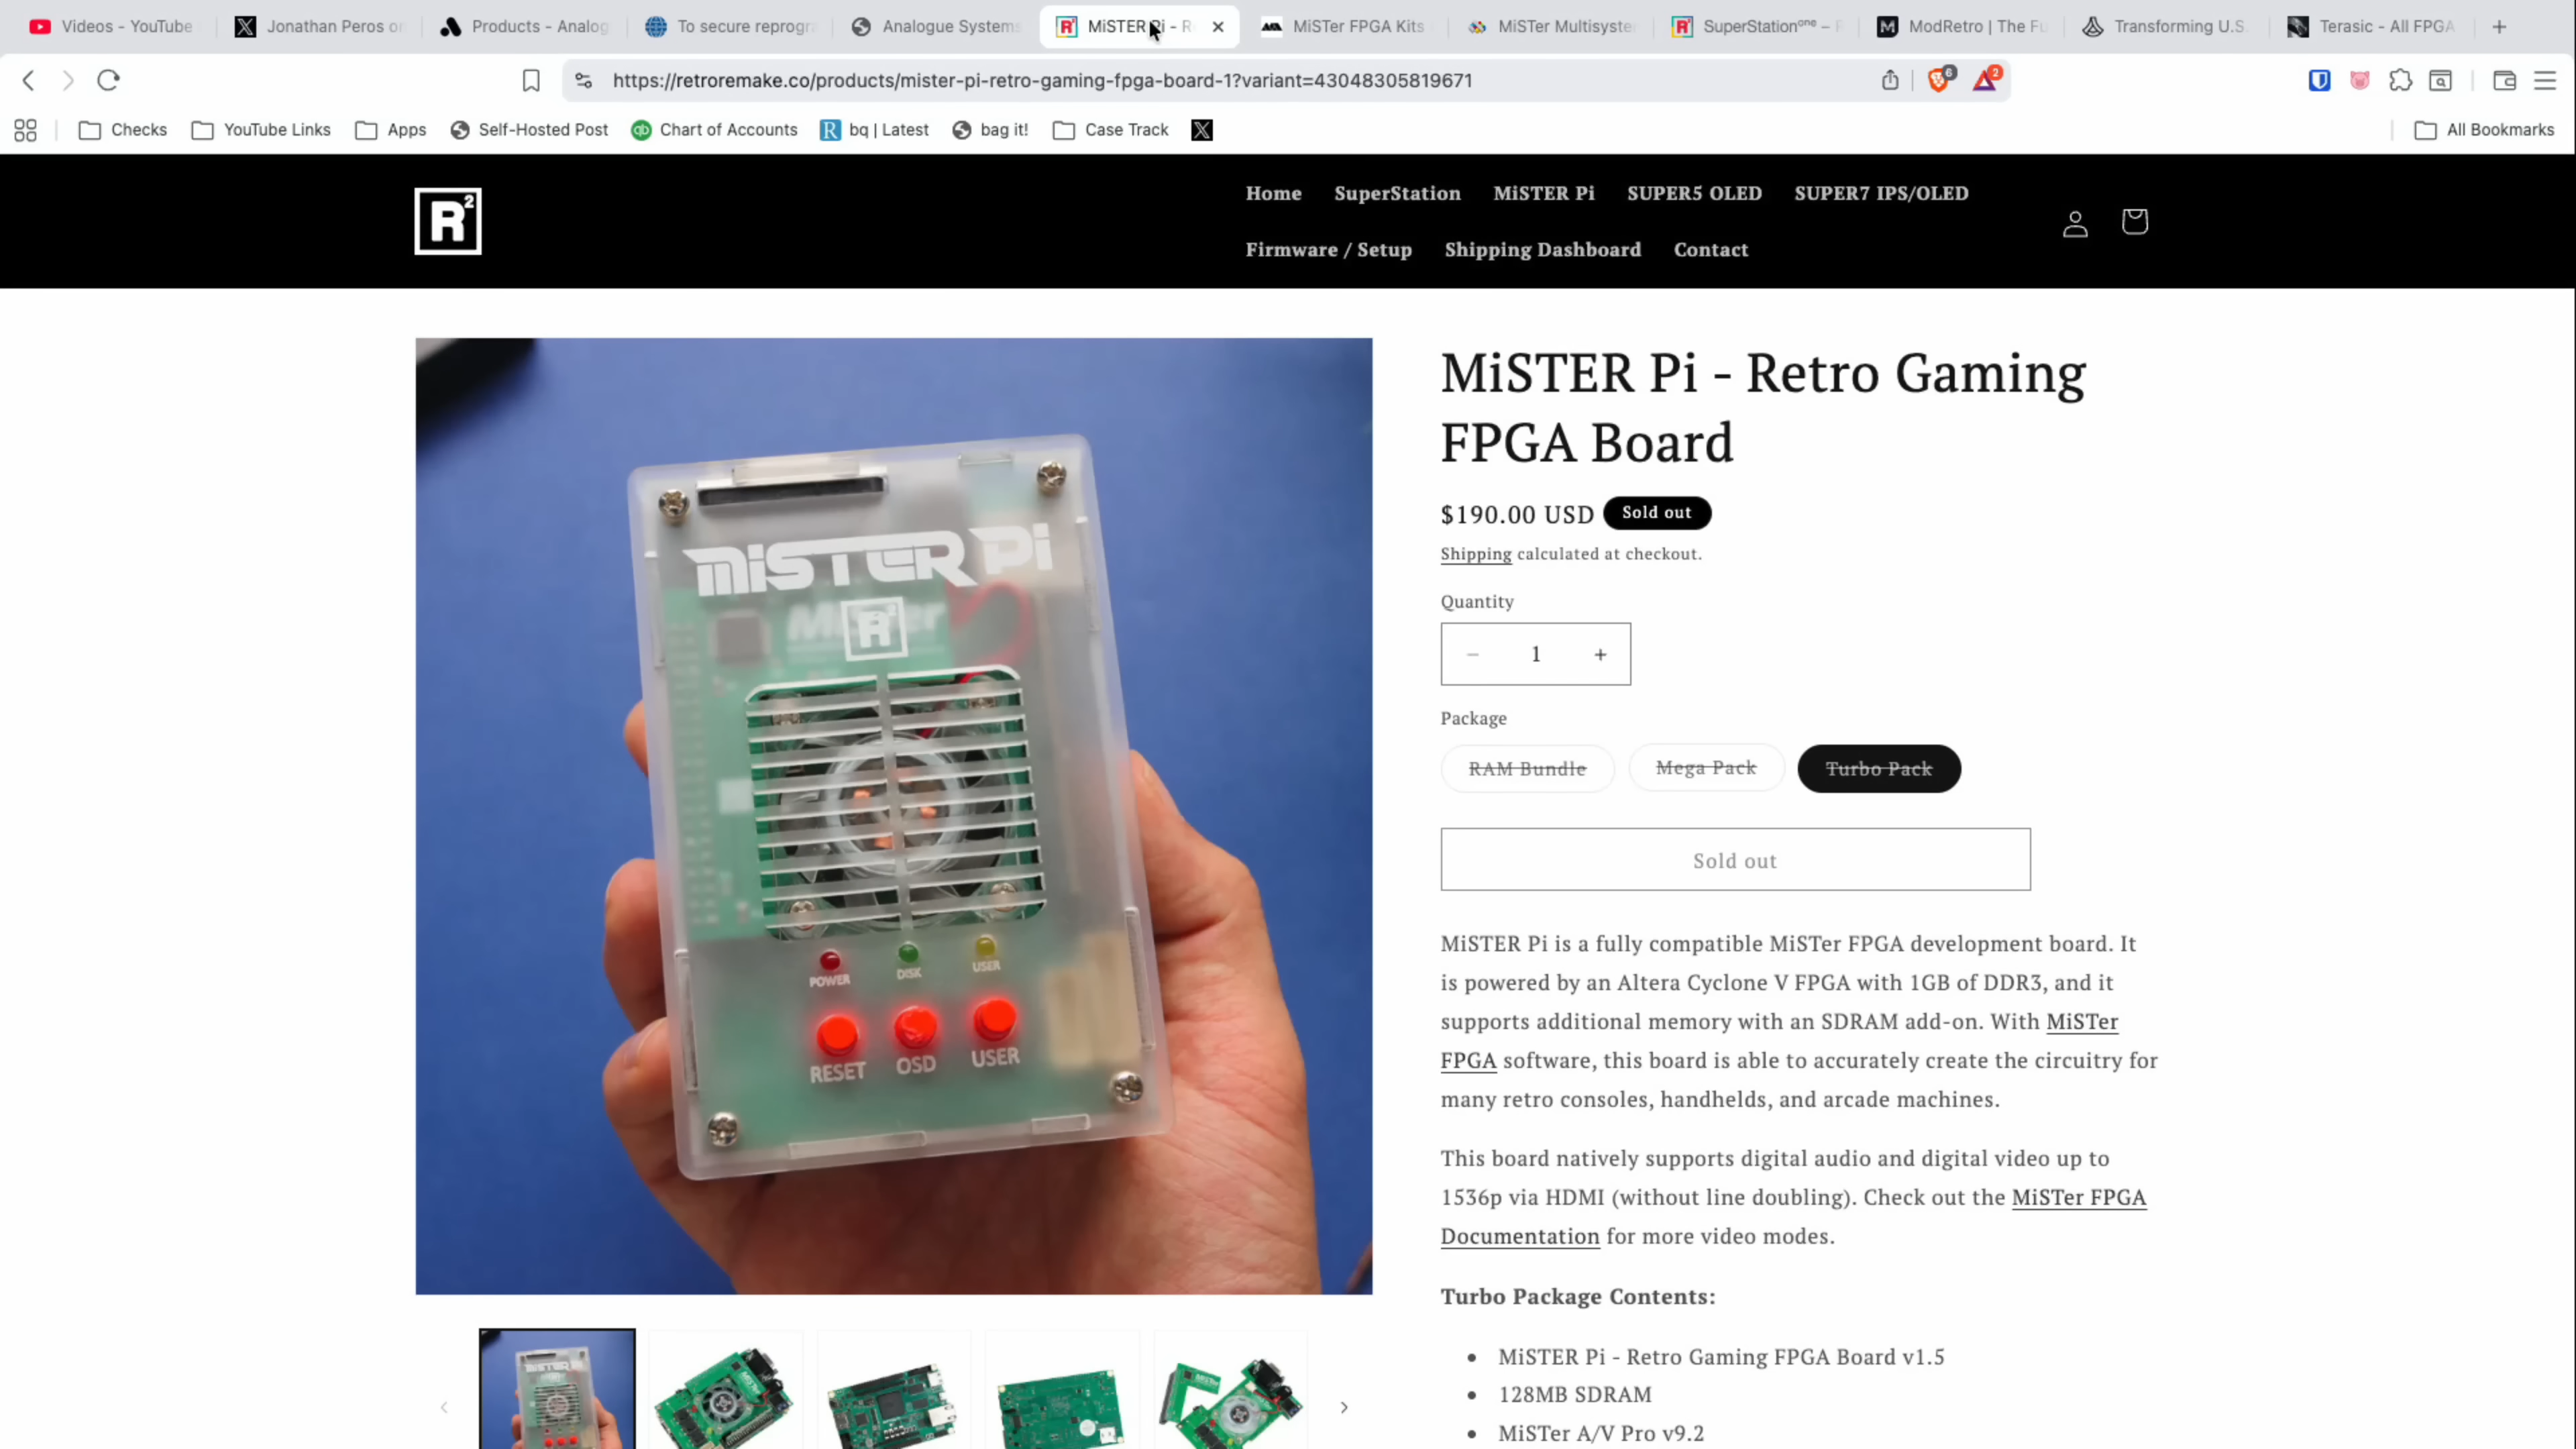 Videos - YouTube
Jonathan Peros on
Products - Analog
To secure reprogra
Analogue Systems
MiSTER Pi - R
MiSTer FPGA Kits
MiSTer Multisyste
SuperStationone – R
ModRetro | The Fu
Transforming U.S.
Terasic - All FPGA
https://retroremake.co/products/mister-pi-retro-gaming-fpga-board-1?variant=43048305819671
6
2
Checks
YouTube Links
Apps
Self-Hosted Post
Chart of Accounts
bq | Latest
bag it!
Case Track
All Bookmarks
R2
Home
SuperStation
MiSTER Pi
SUPER5 OLED
SUPER7 IPS/OLED
Firmware / Setup
Shipping Dashboard
Contact
MiSTER Pi - Retro Gaming
FPGA Board
$190.00 USD
Sold out
Shipping calculated at checkout.
Quantity
− 1 +
Package
RAM Bundle
Mega Pack
Turbo Pack
Sold out
MiSTER Pi is a fully compatible MiSTer FPGA development board. It
is powered by an Altera Cyclone V FPGA with 1GB of DDR3, and it
supports additional memory with an SDRAM add-on. With MiSTer
FPGA software, this board is able to accurately create the circuitry for
many retro consoles, handhelds, and arcade machines.
This board natively supports digital audio and digital video up to
1536p via HDMI (without line doubling). Check out the MiSTer FPGA
Documentation for more video modes.
Turbo Package Contents:
MiSTER Pi - Retro Gaming FPGA Board v1.5
128MB SDRAM
MiSTer A/V Pro v9.2
MiSTER Pi
R2
POWER
DISK
USER
RESET
OSD
USER